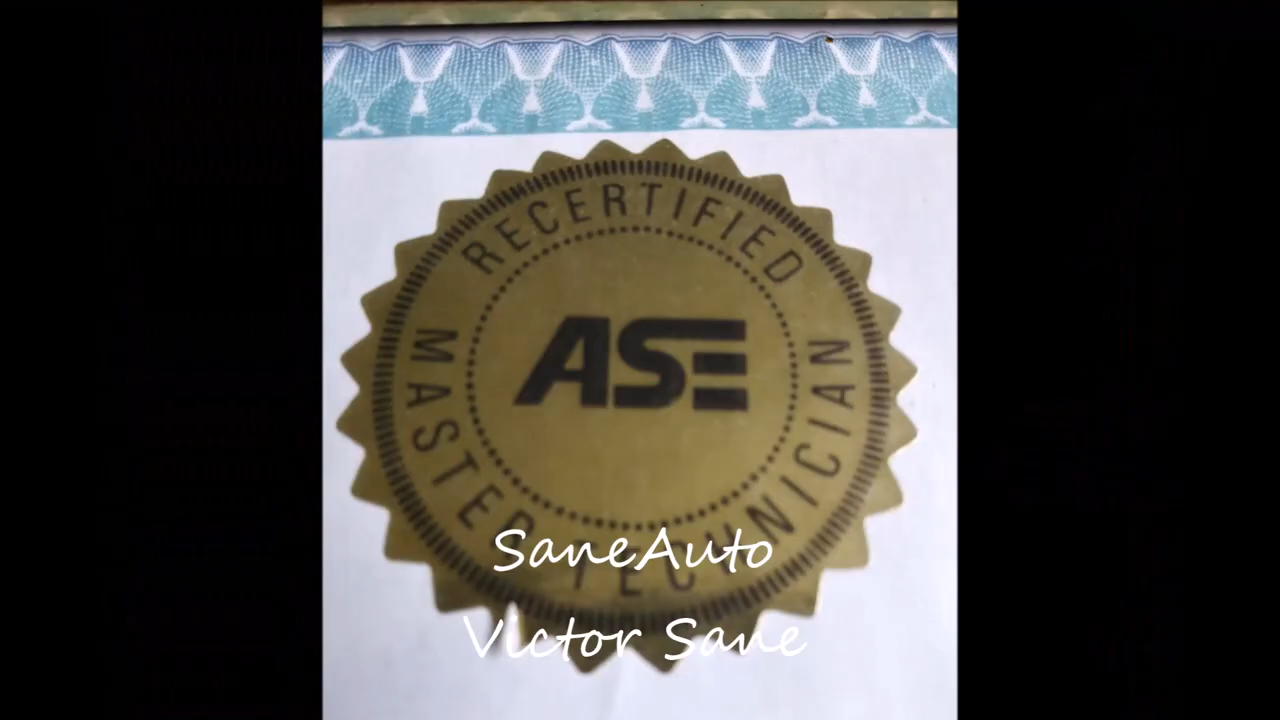 RECERTIFIED
ASE
MASTER TECHNICIAN
SaneAuto
Victor Sane